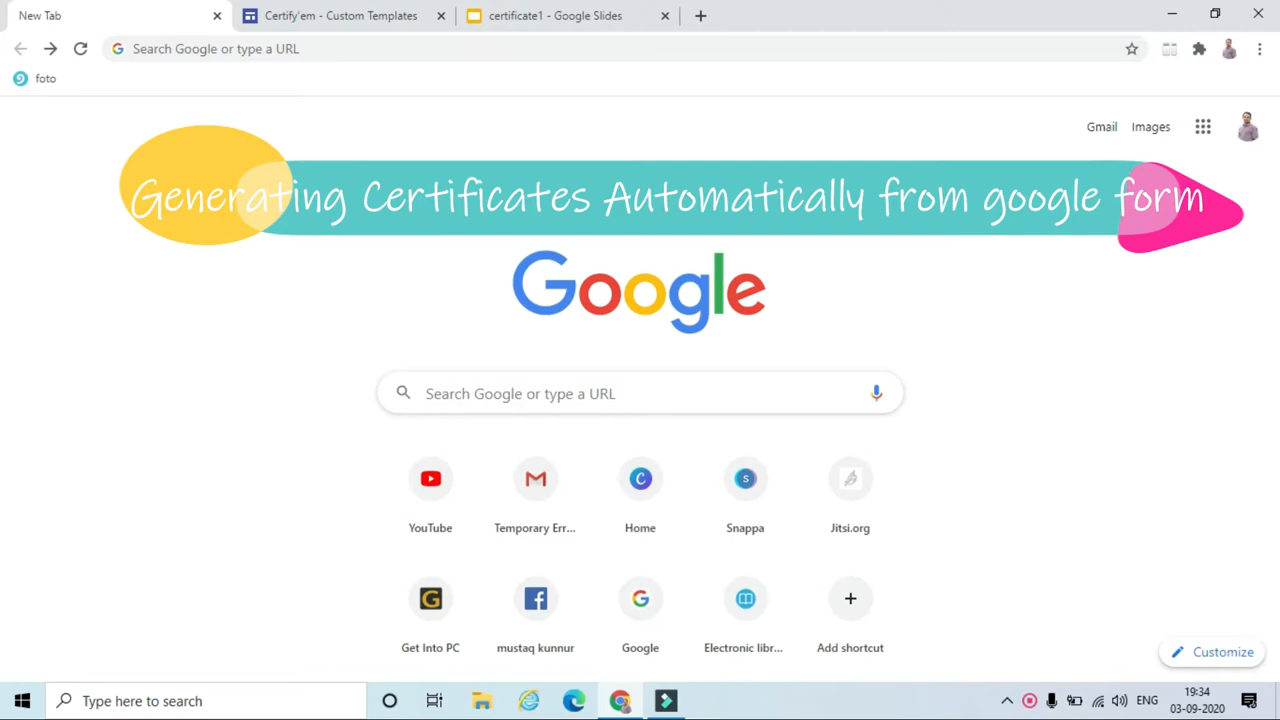 New Tab
Certify'em - Custom Templates
certificate1 - Google Slides
Search Google or type a URL
foto
Gmail
Images
Generating Certificates Automatically from google form
Google
Search Google or type a URL
YouTube
Temporary Err...
Home
Snappa
Jitsi.org
Get Into PC
mustaq kunnur
Google
Electronic libr...
Add shortcut
Customize
Type here to search
ENG
19:34
03-09-2020